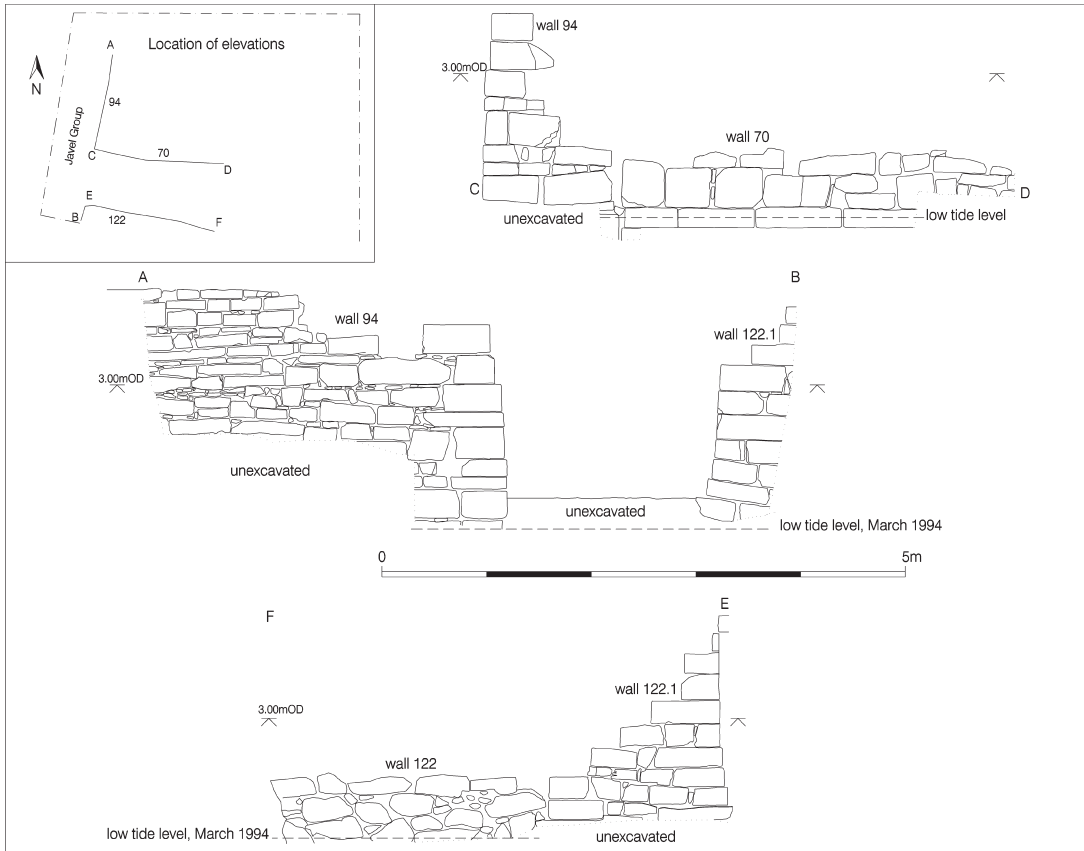 Location of elevations
A
N
94
Javel Group
C
70
D
E
B
122
F
wall 94
3.00mOD
wall 70
C
D
unexcavated
low tide level
A
B
wall 94
wall 122.1
3.00mOD
unexcavated
unexcavated
low tide level, March 1994
0
5m
F
E
wall 122.1
3.00mOD
wall 122
low tide level, March 1994
unexcavated